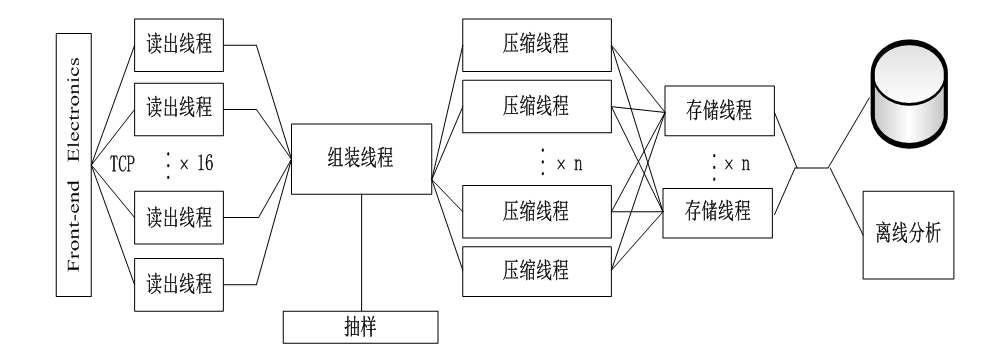 Front-end Electronics
TCP
读出线程
读出线程
⋮ × 16
读出线程
读出线程
组装线程
抽样
压缩线程
压缩线程
⋮ × n
压缩线程
压缩线程
存储线程
⋮ × n
存储线程
离线分析